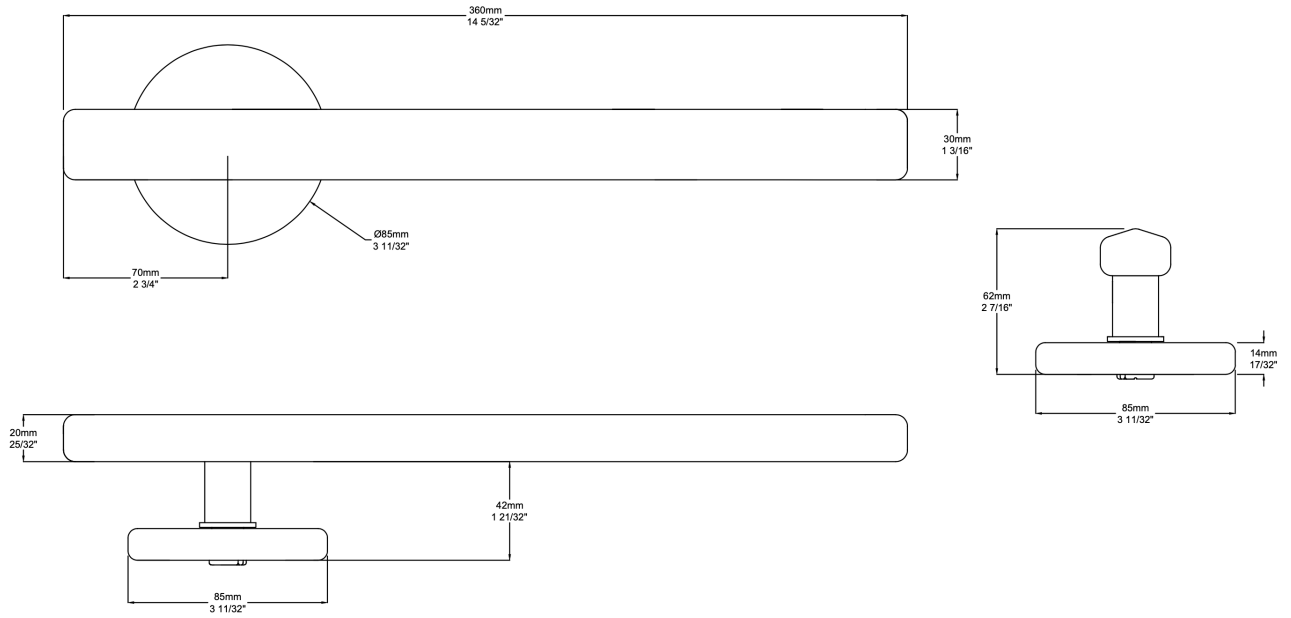 360mm
14 5/32"
30mm
1 3/16"
Ø85mm
3 11/32"
70mm
2 3/4"
62mm
2 7/16"
14mm
17/32"
85mm
3 11/32"
20mm
25/32"
42mm
1 21/32"
85mm
3 11/32"